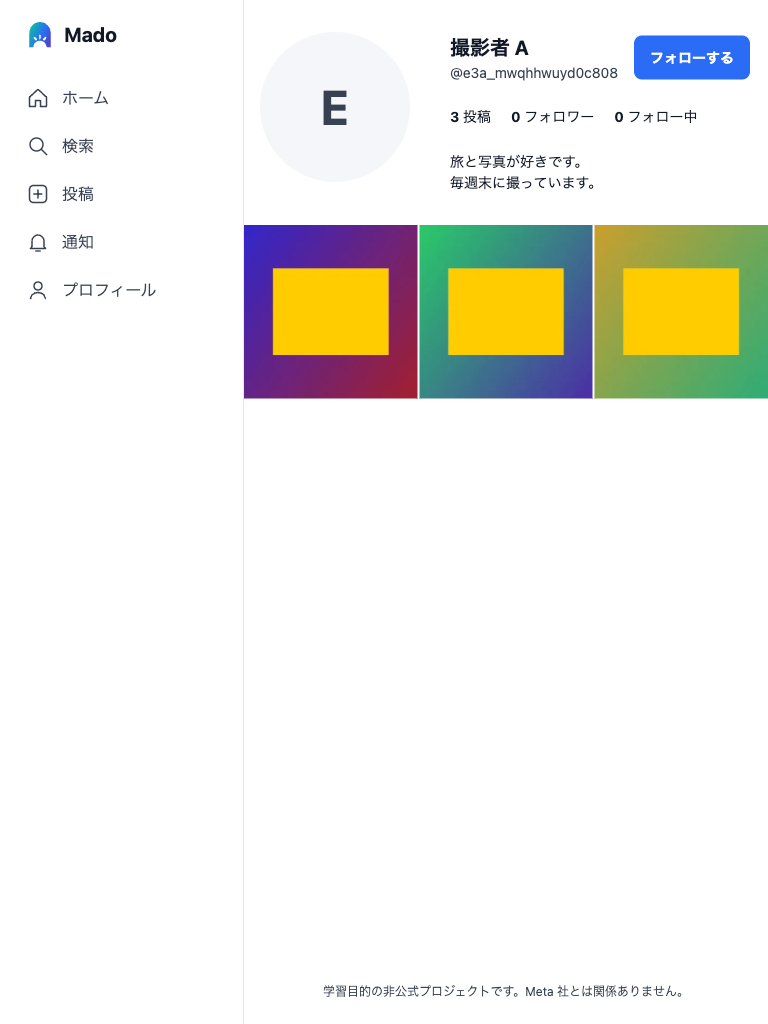 Mado
ホーム
検索
投稿
通知
プロフィール
E
撮影者 A
@e3a_mwqhhwuyd0c808
フォローする
3 投稿 0 フォロワー 0 フォロー中
旅と写真が好きです。
毎週末に撮っています。
学習目的の非公式プロジェクトです。Meta 社とは関係ありません。